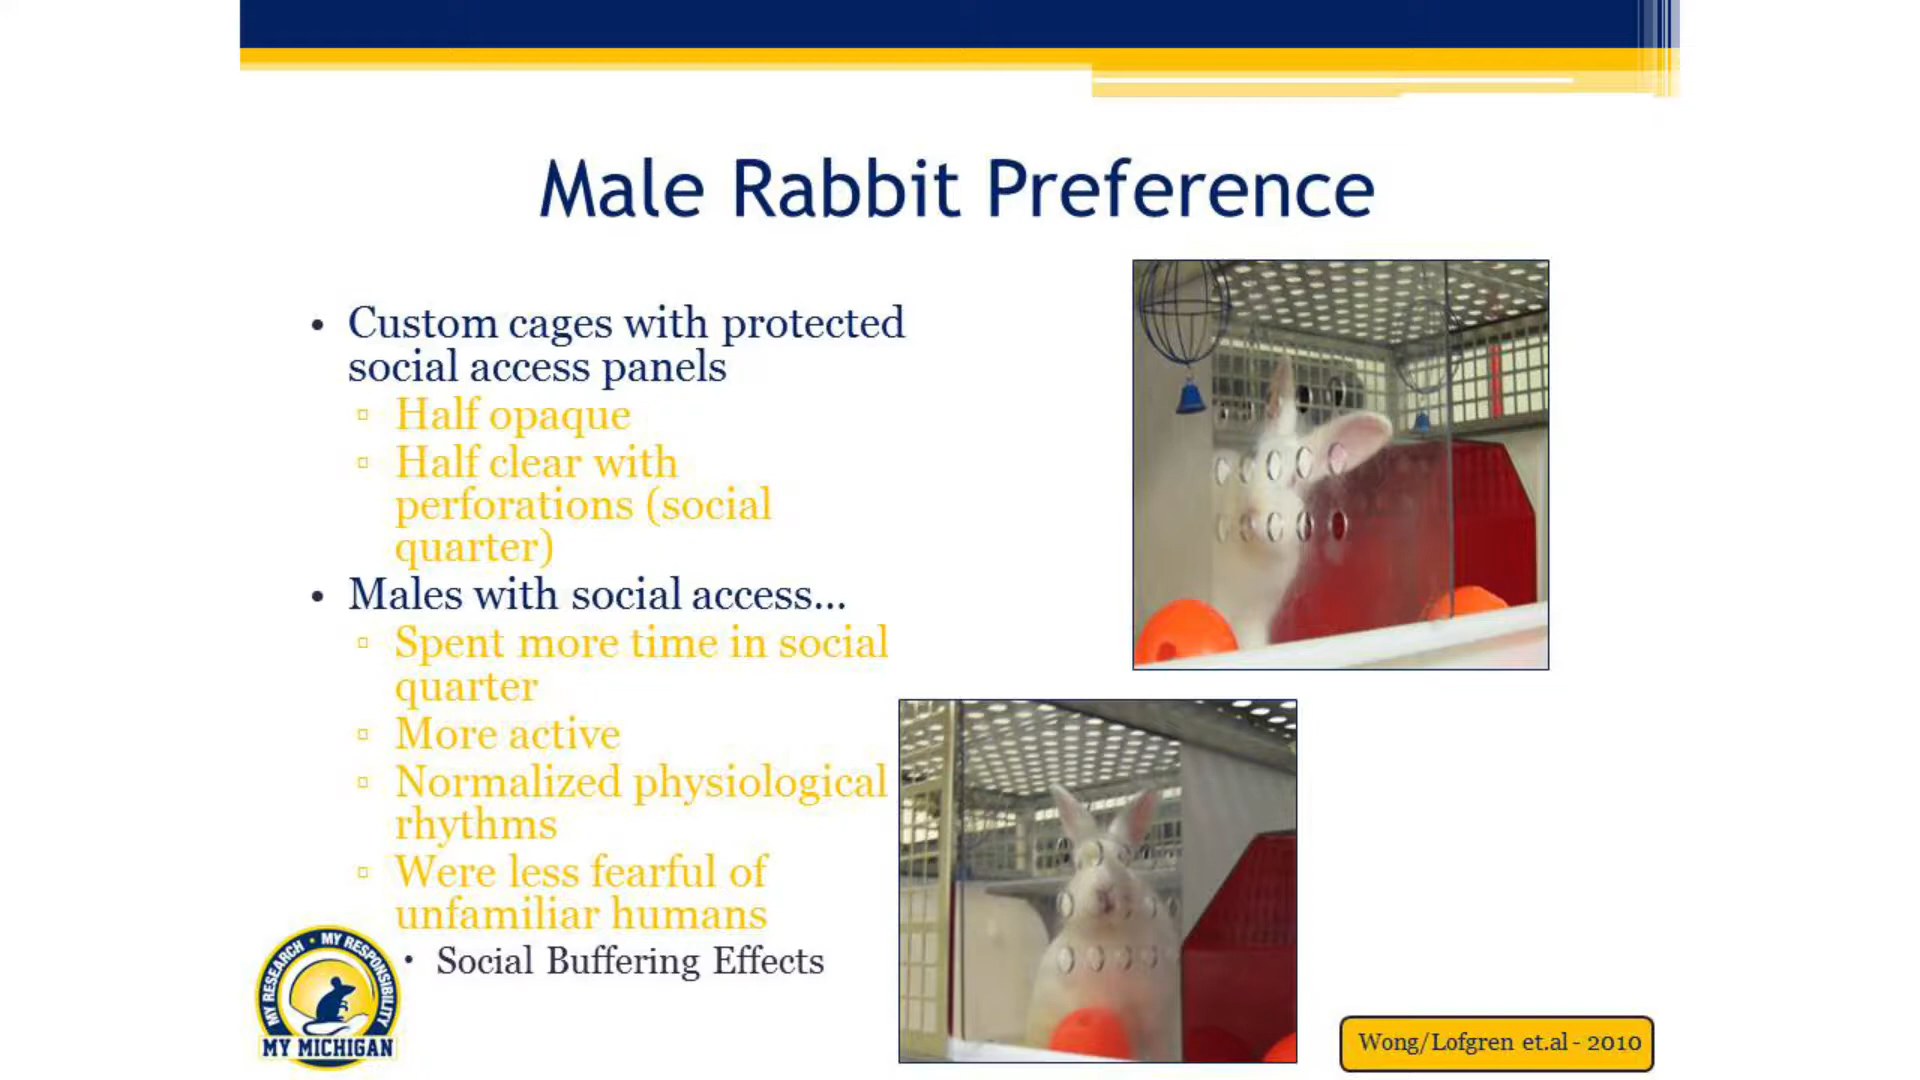 Male Rabbit Preference
• Custom cages with protected
social access panels
▫ Half opaque
▫ Half clear with
perforations (social
quarter)
• Males with social access...
▫ Spent more time in social
quarter
▫ More active
▫ Normalized physiological
rhythms
▫ Were less fearful of
unfamiliar humans
• Social Buffering Effects
MY RESEARCH • MY RESPONSIBILITY
MY MICHIGAN
Wong/Lofgren et.al - 2010